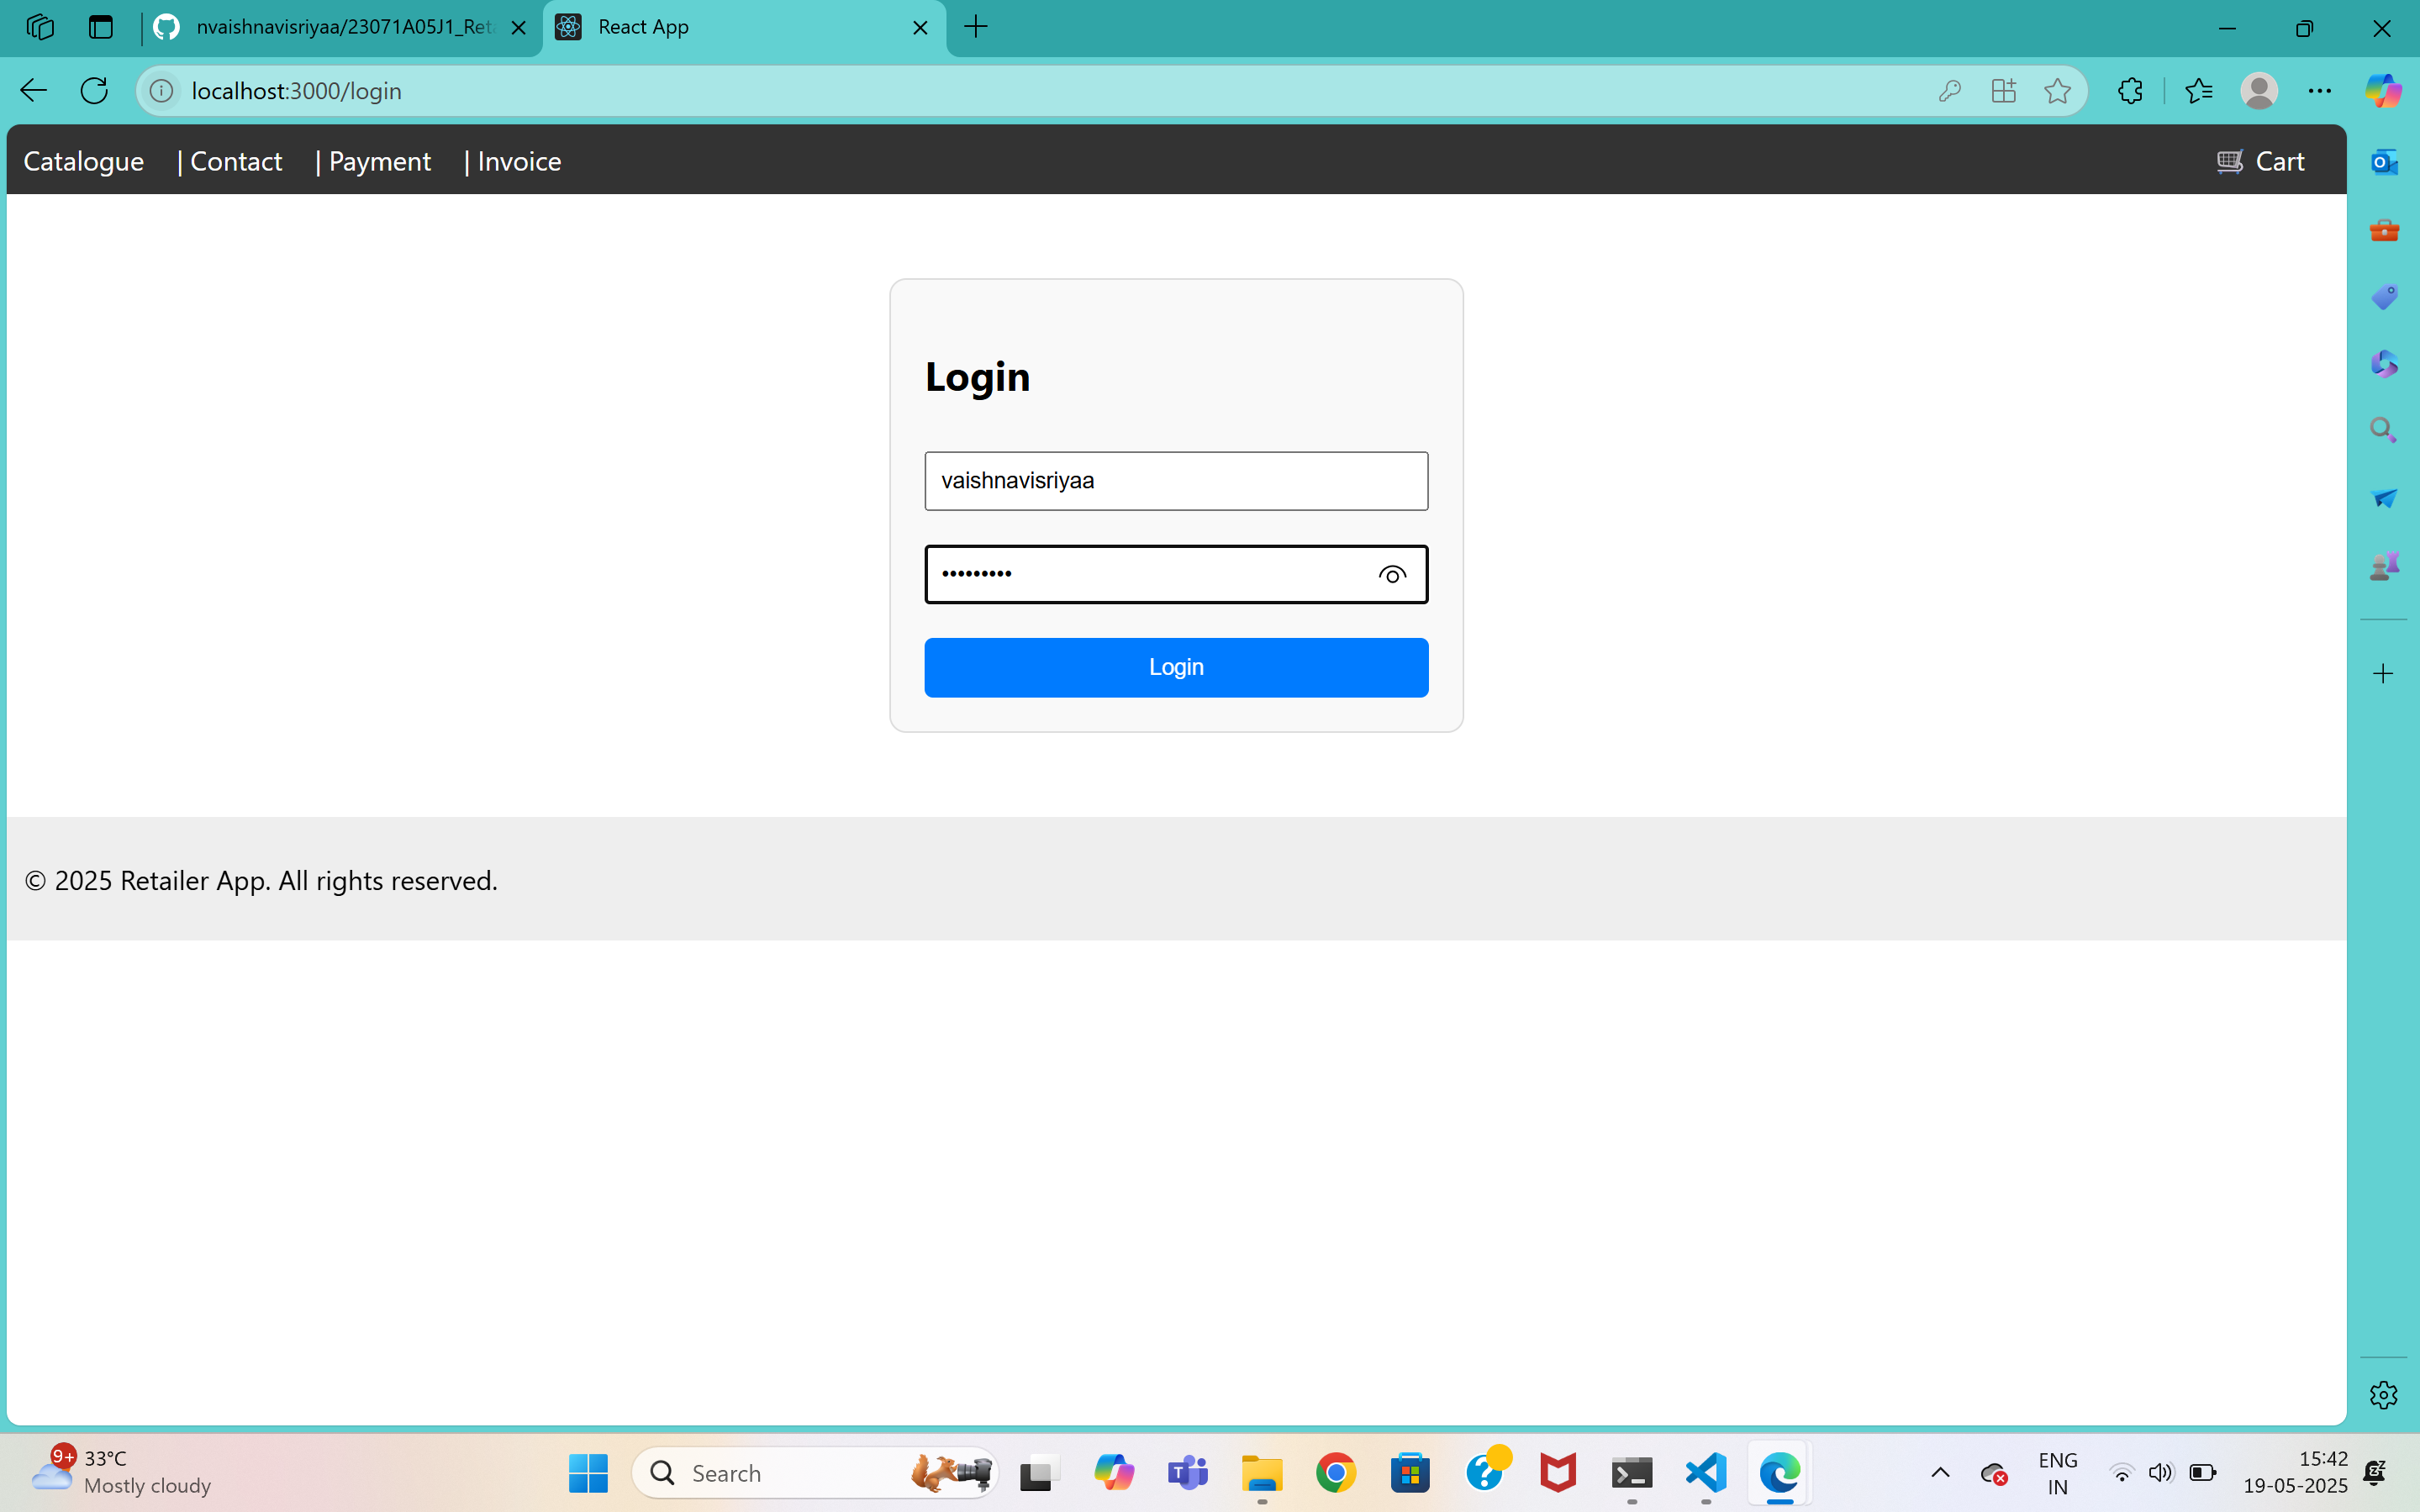 nvaishnavisriyaa/23071A05J1_Ret
React App
localhost:3000/login
Catalogue | Contact | Payment | Invoice
Cart
Login
vaishnavisriyaa
•••••••••
Login
© 2025 Retailer App. All rights reserved.
9+
33°C
Mostly cloudy
Search
ENG
IN
15:42
19-05-2025